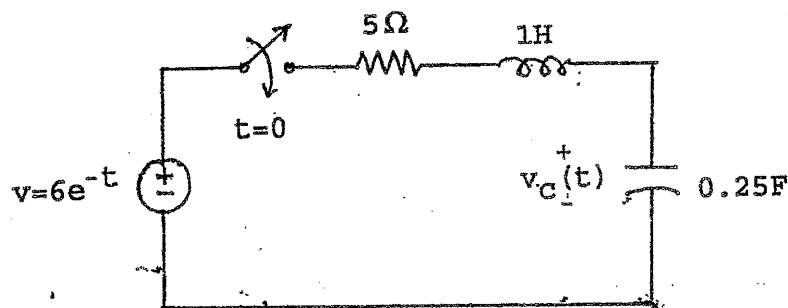 5Ω
1H
t=0
v=6e^-t
+
-
+
v_C(t)
-
0.25F